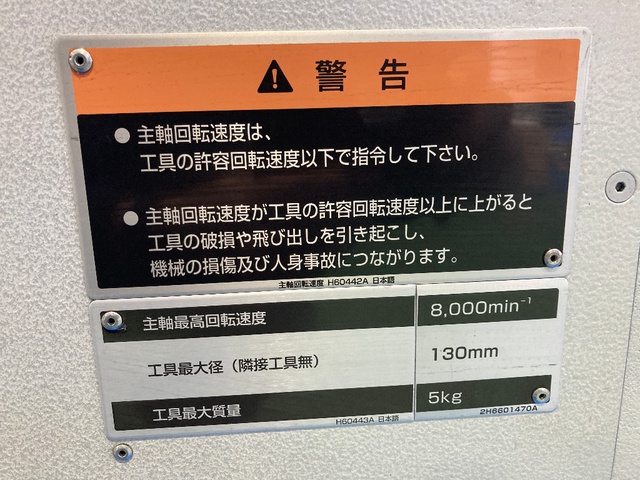 警告
● 主軸回転速度は、
工具の許容回転速度以下で指令して下さい。
● 主軸回転速度が工具の許容回転速度以上に上がると
工具の破損や飛び出しを引き起こし、
機械の損傷及び人身事故につながります。
主軸回転速度 H60442A 日本語
主軸最高回転速度 8,000min⁻¹
工具最大径（隣接工具無） 130mm
工具最大質量 5kg
H60443A 日本語 2H6601470A